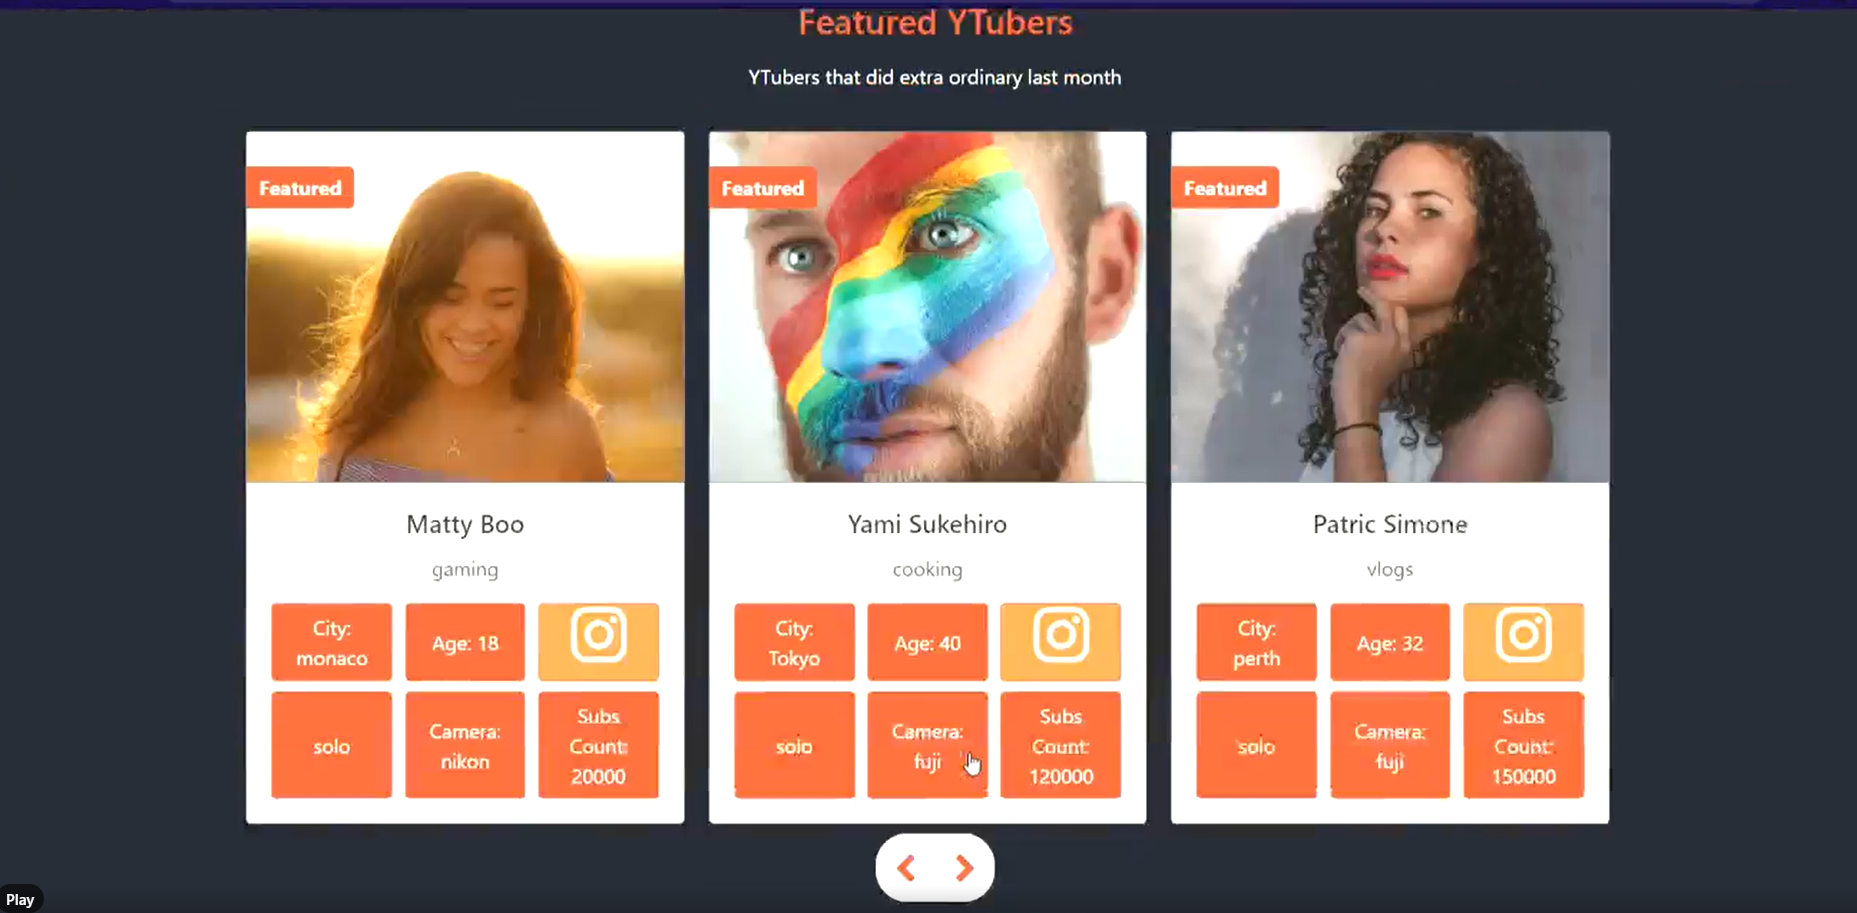 Featured YTubers
YTubers that did extra ordinary last month
Featured
Featured
Featured
Matty Boo
gaming
City:
monaco
Age: 18
solo
Camera:
nikon
Subs
Count:
20000
Yami Sukehiro
cooking
City:
Tokyo
Age: 40
solo
Camera:
fuji
Subs
Count:
120000
Patric Simone
vlogs
City:
perth
Age: 32
solo
Camera:
fuji
Subs
Count:
150000
Play